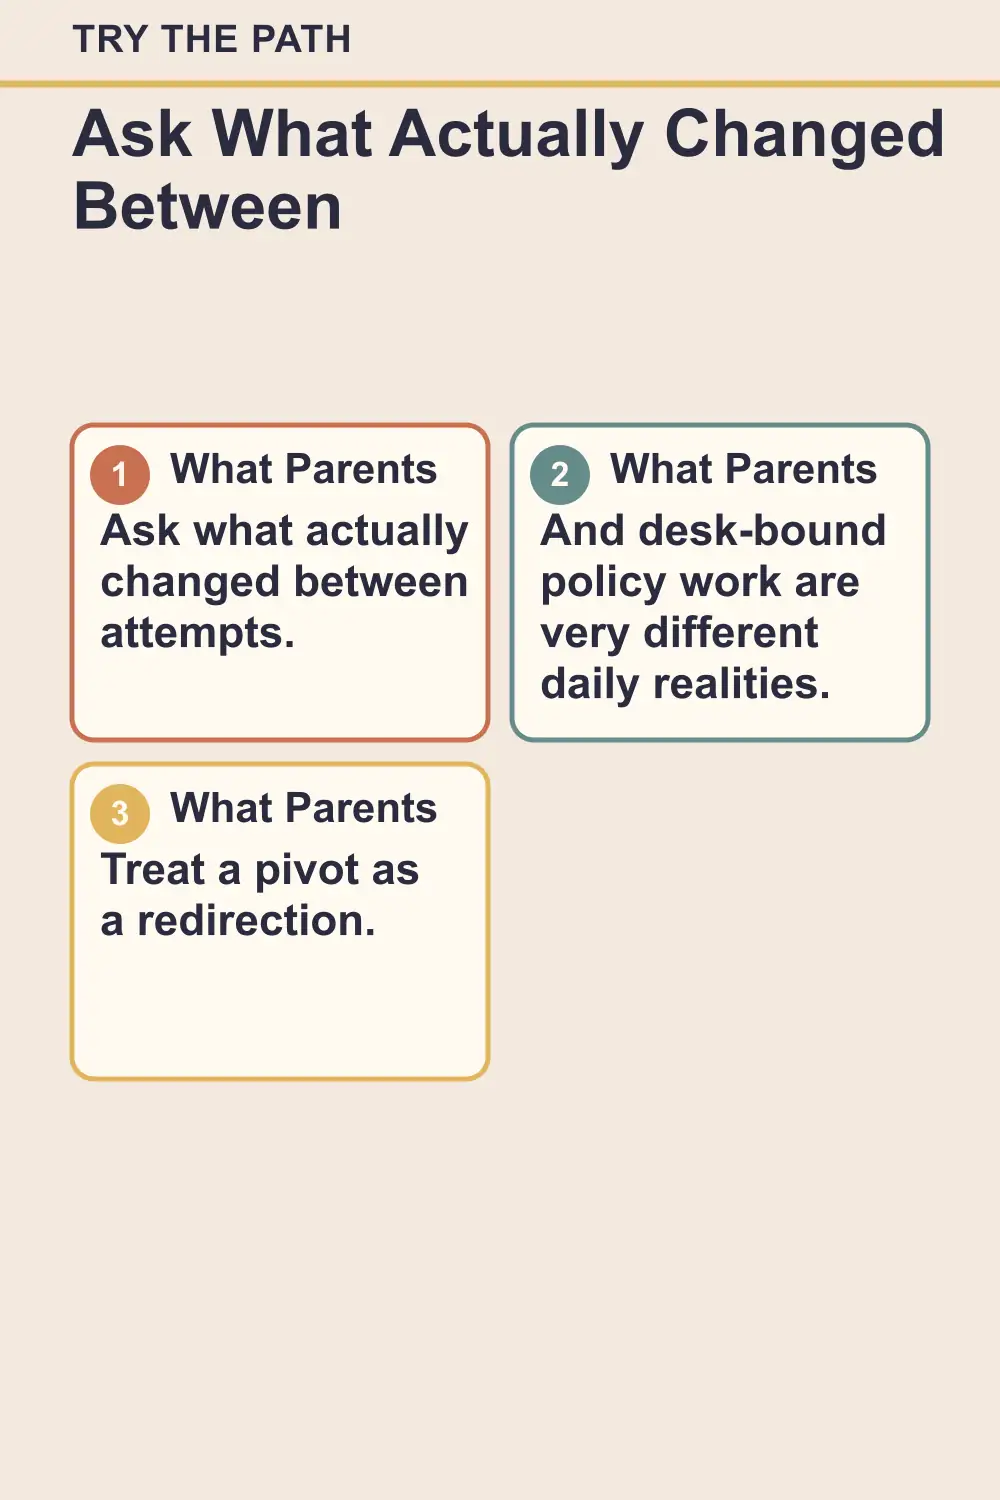 TRY THE PATH
Ask What Actually Changed
Between
1
What Parents
Ask what actually
changed between
attempts.
2
What Parents
And desk-bound
policy work are
very different
daily realities.
3
What Parents
Treat a pivot as
a redirection.